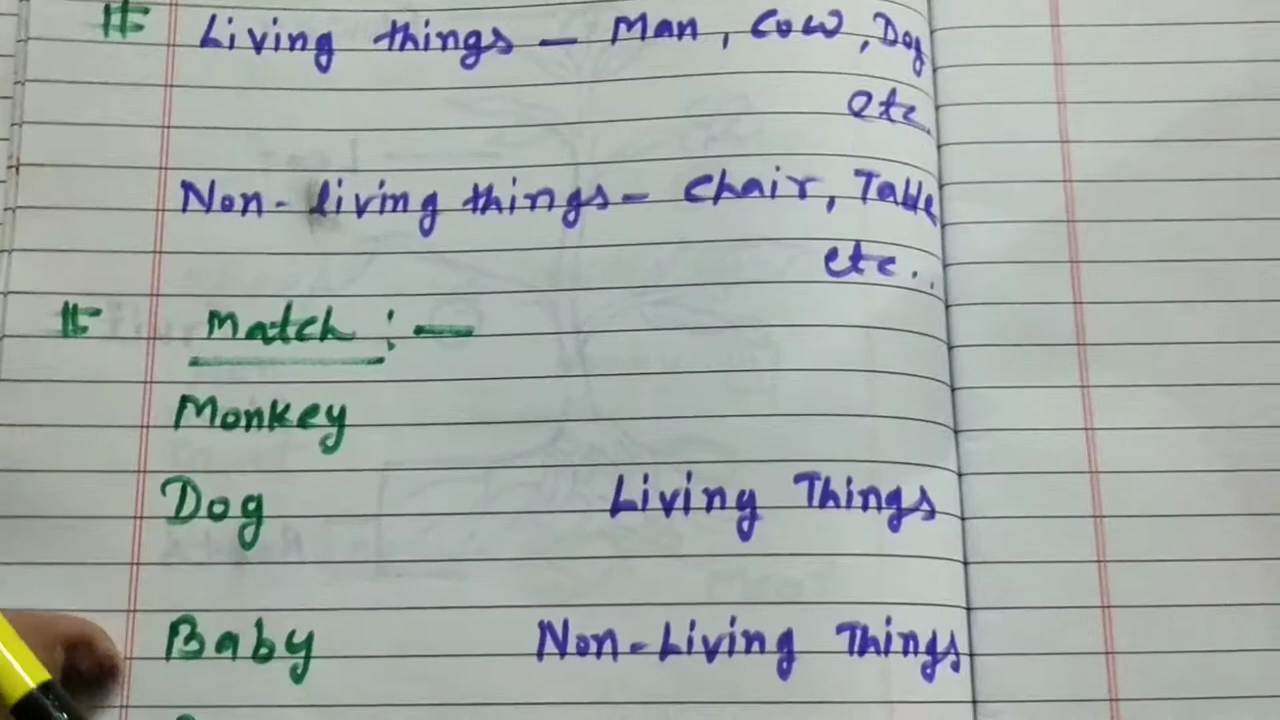 Living things - Man, Cow, Dog
etc.
Non-living things - Chair, Table
etc..
Match :-
Monkey
Dog Living Things
Baby Non-Living Things